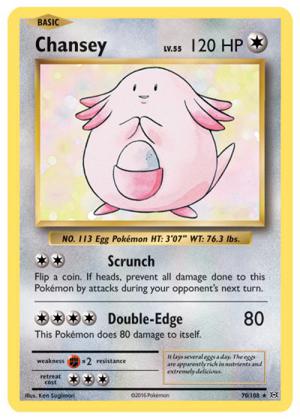 BASIC
Chansey LV.55 120 HP
NO. 113 Egg Pokémon HT: 3'07" WT: 76.3 lbs.
Scrunch
Flip a coin. If heads, prevent all damage done to this
Pokémon by attacks during your opponent's next turn.
Double-Edge 80
This Pokémon does 80 damage to itself.
weakness ×2 resistance
retreat
cost
It lays several eggs a day. The eggs
are apparently rich in nutrients and
extremely delicious.
Illus. Ken Sugimori ©2016 Pokémon 70/108 ★